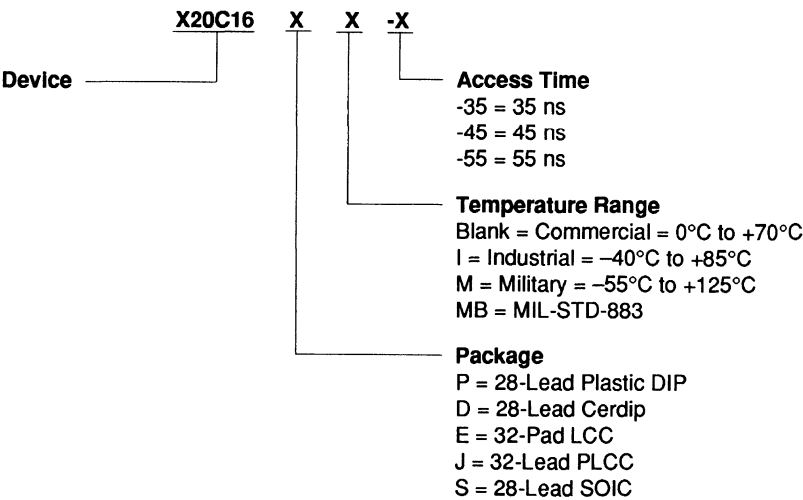 X20C16 X X -X
Device
Access Time
-35 = 35 ns
-45 = 45 ns
-55 = 55 ns
Temperature Range
Blank = Commercial = 0°C to +70°C
I = Industrial = –40°C to +85°C
M = Military = –55°C to +125°C
MB = MIL-STD-883
Package
P = 28-Lead Plastic DIP
D = 28-Lead Cerdip
E = 32-Pad LCC
J = 32-Lead PLCC
S = 28-Lead SOIC